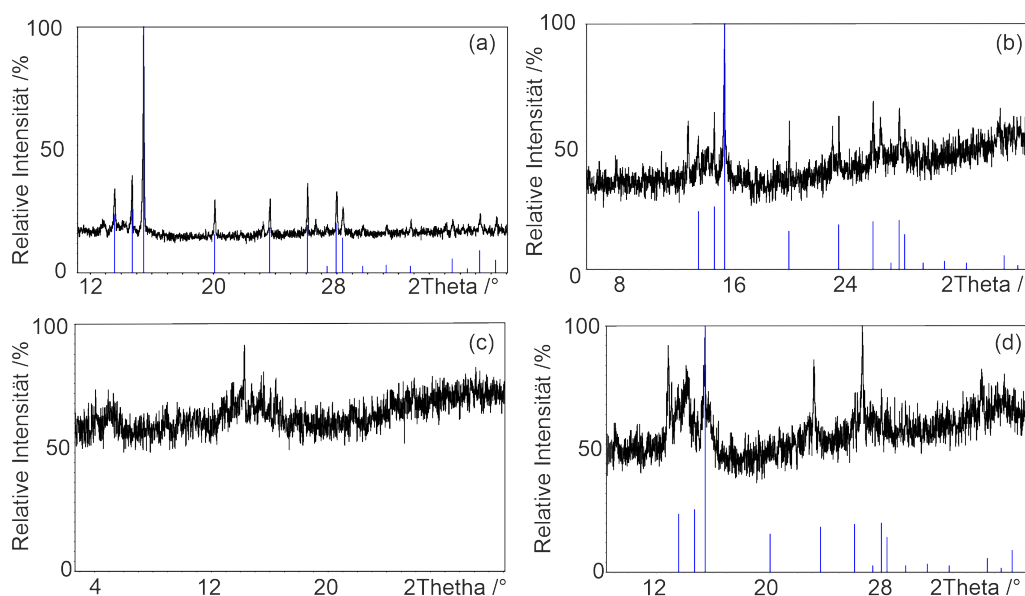 100
(a)
Relative Intensität /%
50
0
12 20 28 2Theta /°
100
(b)
Relative Intensität /%
50
0
8 16 24 2Theta /°
100
(c)
Relative Intensität /%
50
0
4 12 20 2Thetha /°
100
(d)
Relative Intensität /%
50
0
12 20 28 2Theta /°